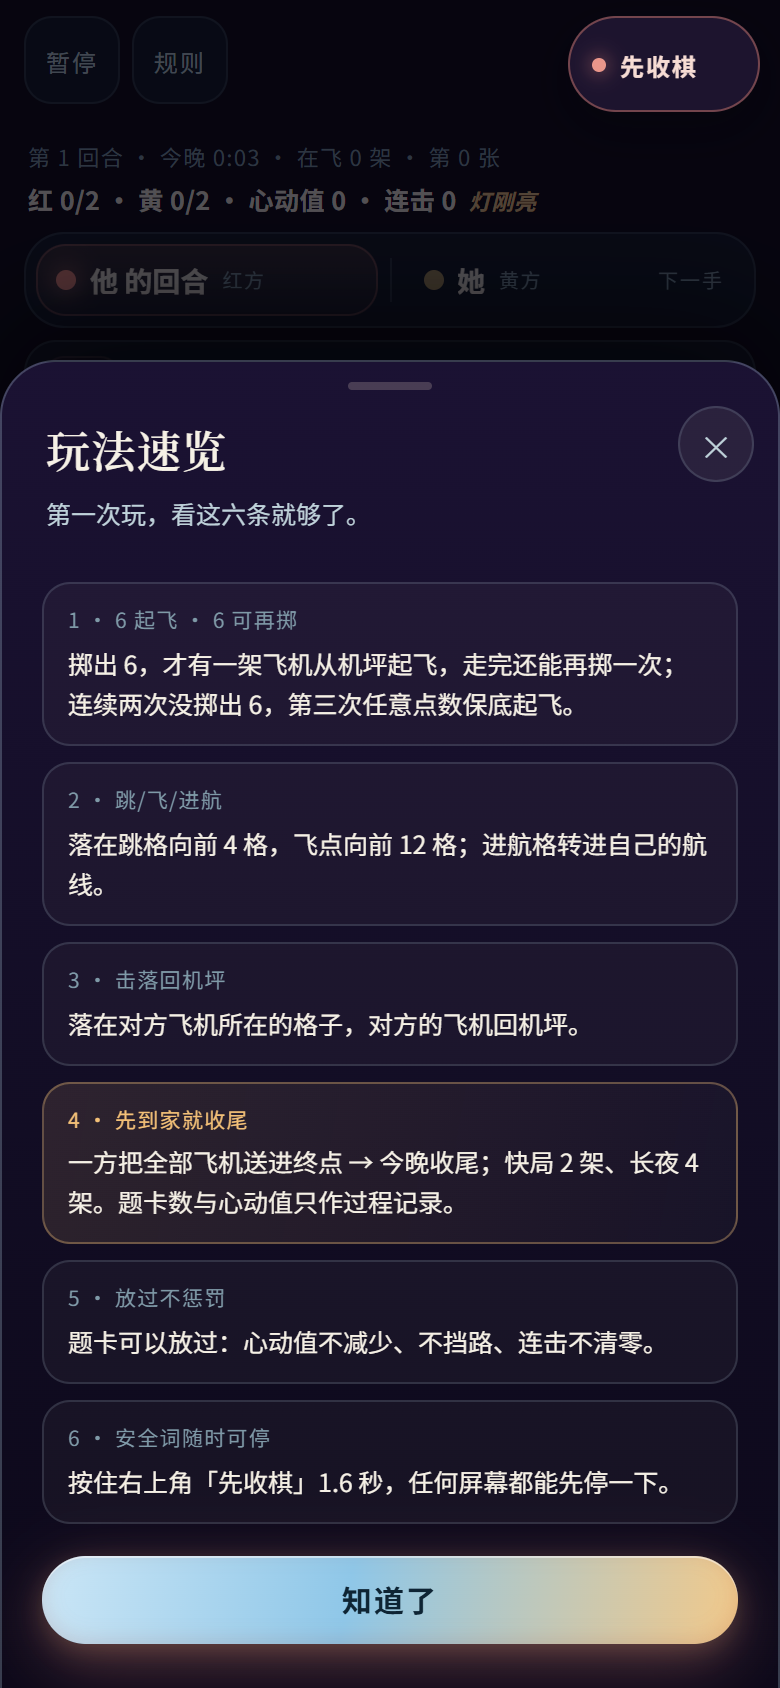 暂停 规则 先收棋
第 1 回合 · 今晚 0:03 · 在飞 0 架 · 第 0 张
红 0/2 · 黄 0/2 · 心动值 0 · 连击 0 灯刚亮
他 的回合 红方 她 黄方 下一手
玩法速览
第一次玩，看这六条就够了。
1 · 6 起飞 · 6 可再掷
掷出 6，才有一架飞机从机坪起飞，走完还能再掷一次；
连续两次没掷出 6，第三次任意点数保底起飞。
2 · 跳/飞/进航
落在跳格向前 4 格，飞点向前 12 格；进航格转进自己的航
线。
3 · 击落回机坪
落在对方飞机所在的格子，对方的飞机回机坪。
4 · 先到家就收尾
一方把全部飞机送进终点 → 今晚收尾；快局 2 架、长夜 4
架。题卡数与心动值只作过程记录。
5 · 放过不惩罚
题卡可以放过：心动值不减少、不挡路、连击不清零。
6 · 安全词随时可停
按住右上角「先收棋」1.6 秒，任何屏幕都能先停一下。
知道了